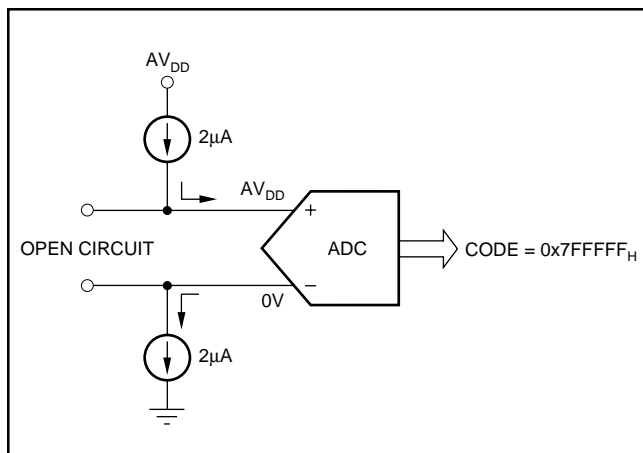 AVDD
2μA
AVDD
+
OPEN CIRCUIT
ADC
CODE = 0x7FFFFFH
0V
−
2μA